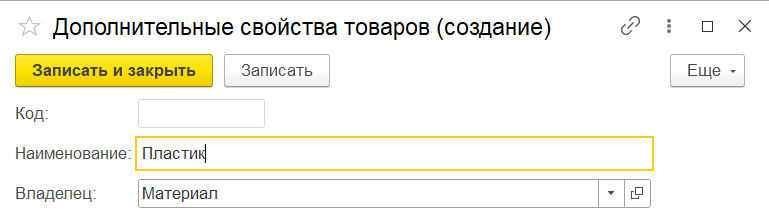 Дополнительные свойства товаров (создание)
Записать и закрыть Записать Еще
Код:
Наименование: Пластик
Владелец: Материал